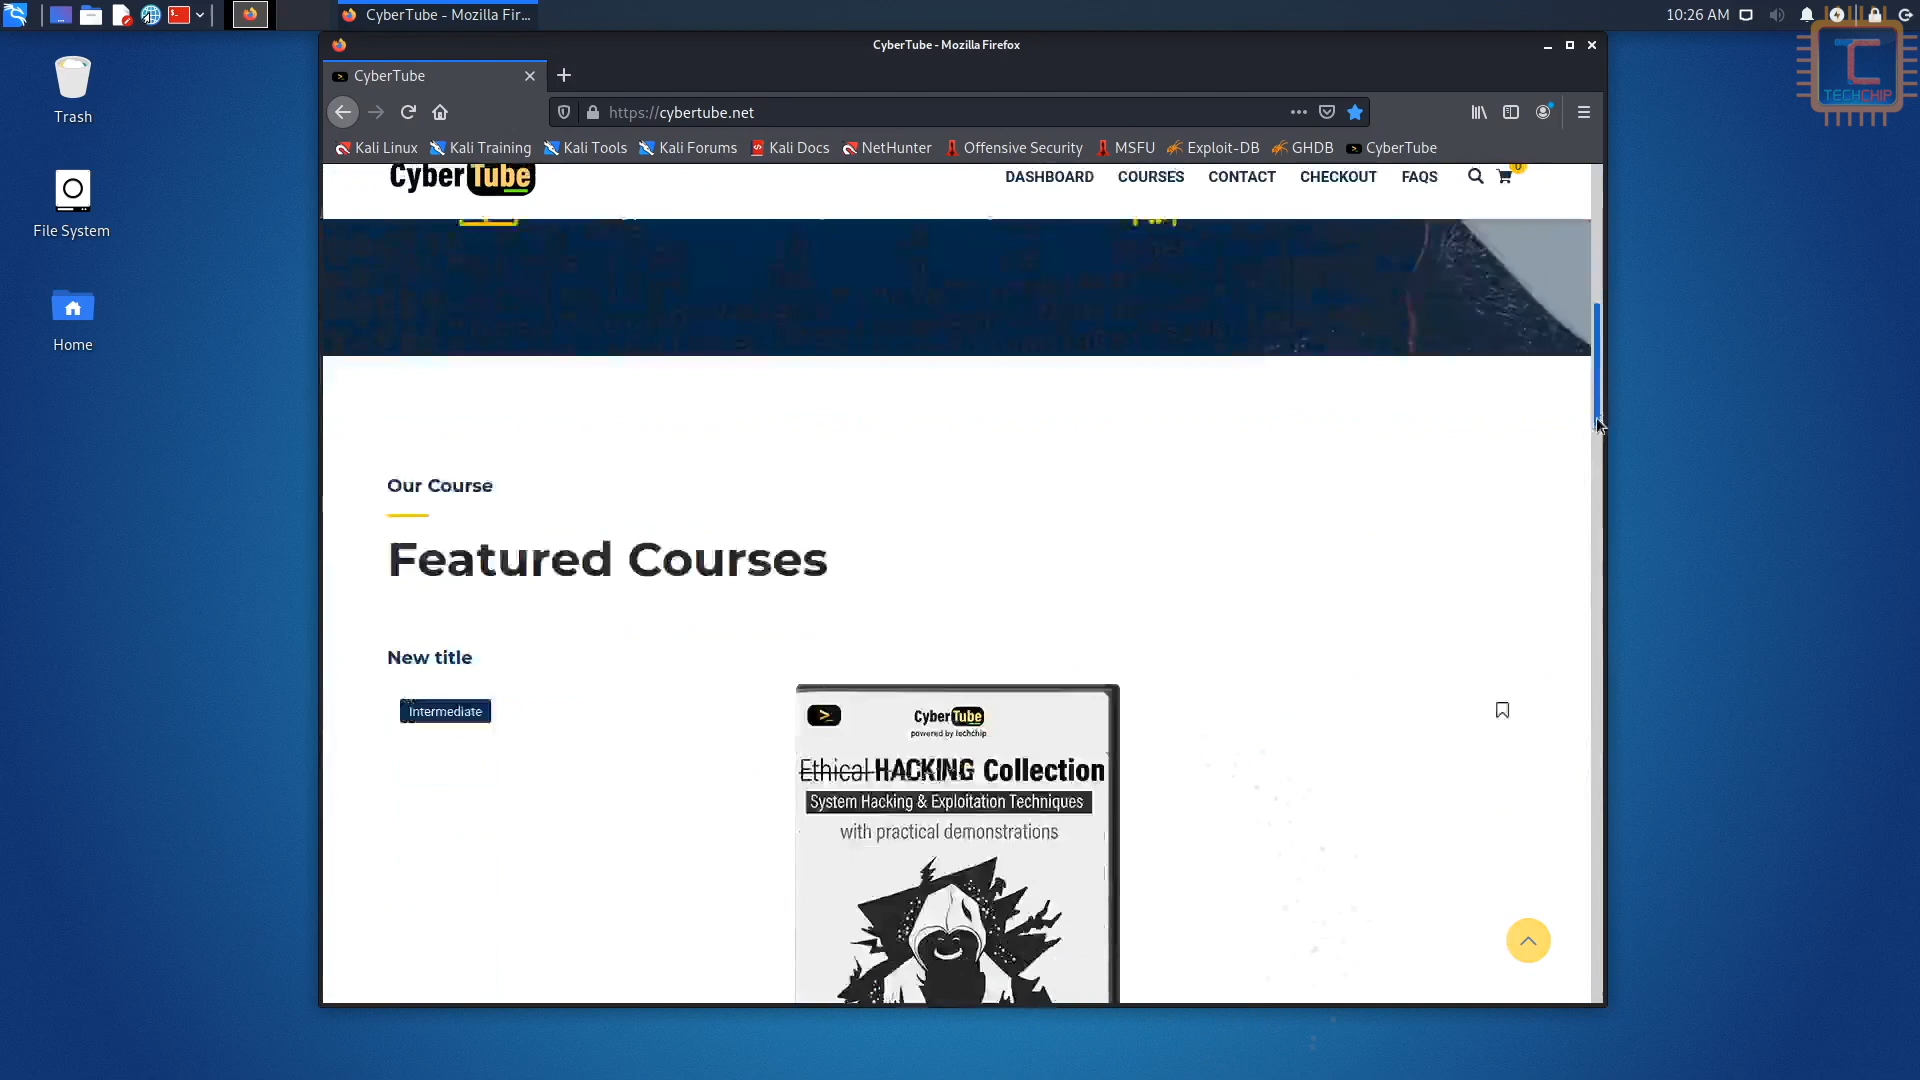 CyberTube - Mozilla Fir...
10:26 AM
TECHCHIP
CyberTube - Mozilla Firefox
CyberTube
https://cybertube.net
Kali Linux
Kali Training
Kali Tools
Kali Forums
Kali Docs
NetHunter
Offensive Security
MSFU
Exploit-DB
GHDB
CyberTube
CyberTube
DASHBOARD
COURSES
CONTACT
CHECKOUT
FAQS
0
Trash
File System
Home
Our Course
Featured Courses
New title
Intermediate
CyberTube
powered by techchip
Ethical HACKING Collection
System Hacking & Exploitation Techniques
with practical demonstrations